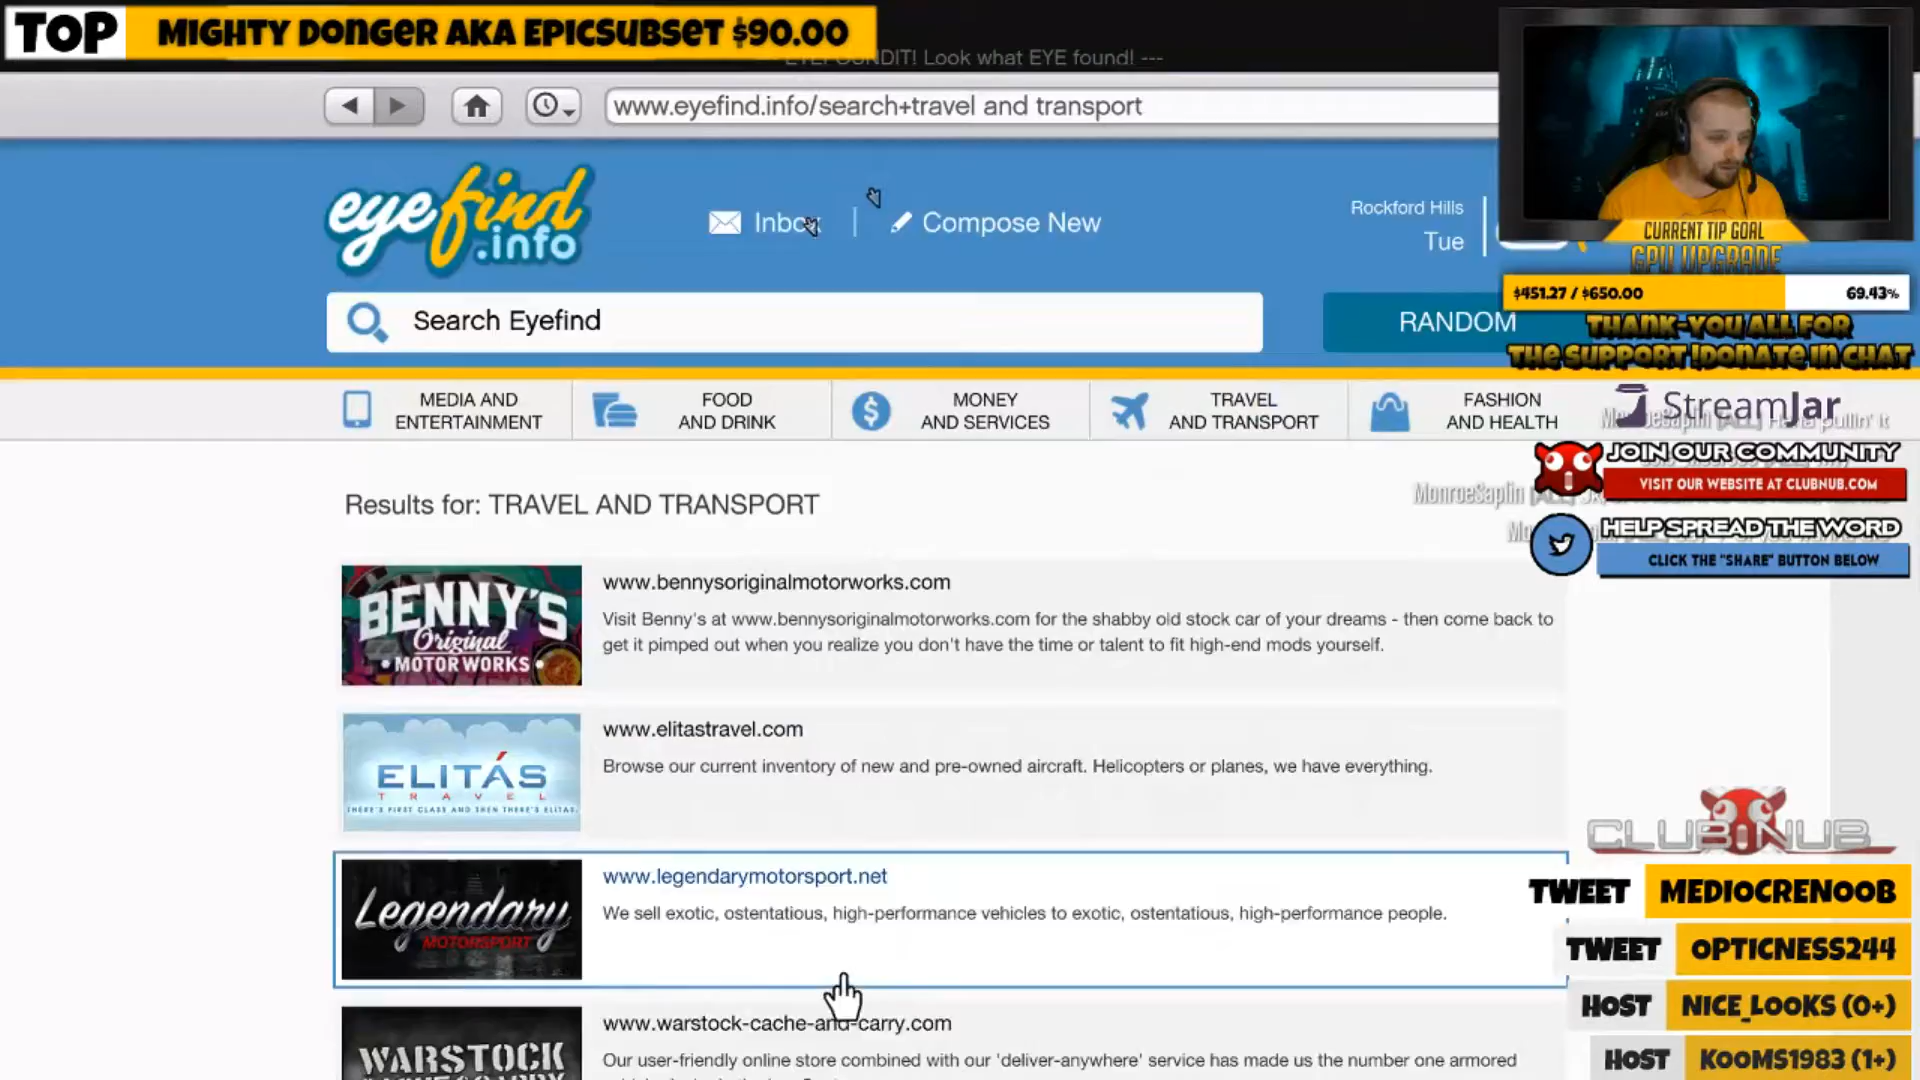 TOP MIGHTY DONGER AKA EPICSUBSET $90.00
Look what EYE found! ---
www.eyefind.info/search+travel and transport
eyefind
.info
Inbox
Compose New
Rockford Hills
Tue
Search Eyefind
RANDOM
CURRENT TIP GOAL
GPU UPGRADE
$451.27 / $650.00 69.43%
THANK-YOU ALL FOR
THE SUPPORT !DONATE IN CHAT
MEDIA AND
ENTERTAINMENT
FOOD
AND DRINK
MONEY
AND SERVICES
TRAVEL
AND TRANSPORT
FASHION
AND HEALTH
StreamJar
JOIN OUR COMMUNITY
VISIT OUR WEBSITE AT CLUBNUB.COM
MonroeSaplin
HELP SPREAD THE WORD
CLICK THE "SHARE" BUTTON BELOW
Results for: TRAVEL AND TRANSPORT
BENNY'S
Original
MOTOR WORKS
www.bennysoriginalmotorworks.com
Visit Benny's at www.bennysoriginalmotorworks.com for the shabby old stock car of your dreams - then come back to
get it pimped out when you realize you don't have the time or talent to fit high-end mods yourself.
ELITÁS
TRAVEL
THERE'S FIRST CLASS AND THEN THERE'S ELITAS
www.elitastravel.com
Browse our current inventory of new and pre-owned aircraft. Helicopters or planes, we have everything.
Legendary
MOTORSPORT
www.legendarymotorsport.net
We sell exotic, ostentatious, high-performance vehicles to exotic, ostentatious, high-performance people.
WARSTOCK
www.warstock-cache-and-carry.com
Our user-friendly online store combined with our 'deliver-anywhere' service has made us the number one armored
CLUB NUB
TWEET MEDIOCRENOOB
TWEET OPTICNESS244
HOST NICE_LOOKS (0+)
HOST KOOMS1983 (1+)